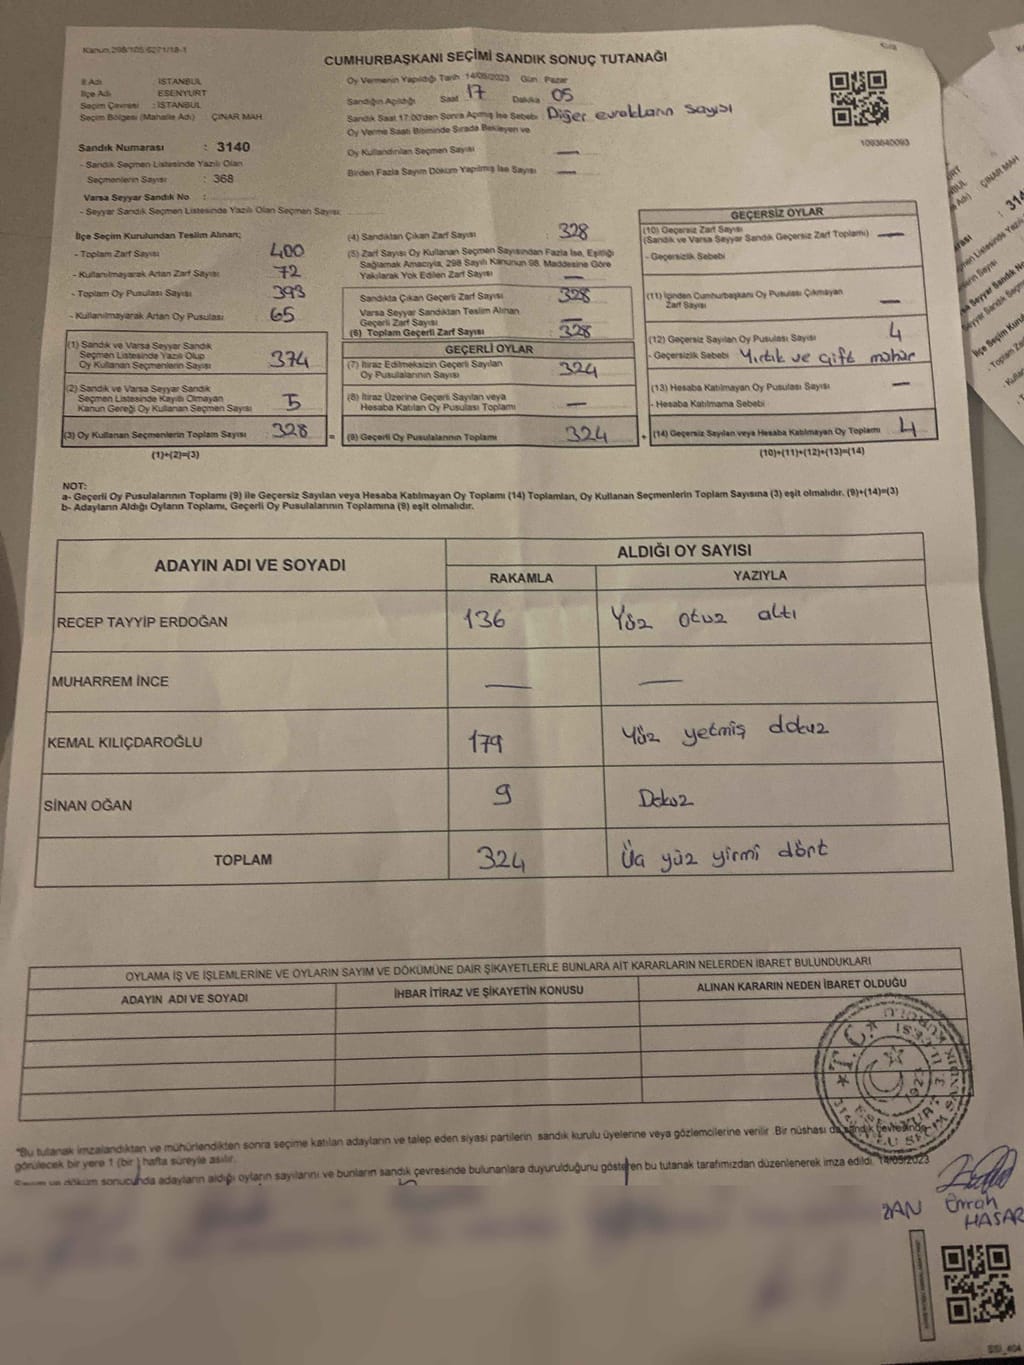 Kanun:298/105;6271/18-1
CUMHURBAŞKANI SEÇİMİ SANDIK SONUÇ TUTANAĞI
İl Adı : İSTANBUL
İlçe Adı : ESENYURT
Seçim Çevresi : İSTANBUL
Seçim Bölgesi (Mahalle Adı) : ÇINAR MAH.
Sandık Numarası : 3140
- Sandık Seçmen Listesinde Yazılı Olan
Seçmenlerin Sayısı : 368
Varsa Seyyar Sandık No :
- Seyyar Sandık Seçmen Listesinde Yazılı Olan Seçmen Sayısı:
Oy Vermenin Yapıldığı Tarih :14/05/2023 Gün : Pazar
Sandığın Açıldığı Saat 17 Dakika 05
Sandık Saat 17:00'den Sonra Açmış İse Sebebi : Diğer evrakların sayısı
Oy Verme Saati Bitiminde Sırada Bekleyen ve
Oy Kullandırılan Seçmen Sayısı —
Birden Fazla Sayım Döküm Yapılmış İse Sayısı —
1093640093
İlçe Seçim Kurulundan Teslim Alınan;
- Toplam Zarf Sayısı : 400
- Kullanılmayarak Artan Zarf Sayısı : 72
- Toplam Oy Pusulası Sayısı : 393
- Kullanılmayarak Artan Oy Pusulası : 65
(1) Sandık ve Varsa Seyyar Sandık
Seçmen Listesinde Yazılı Olup
Oy Kullanan Seçmenlerin Sayısı : 374
(2) Sandık ve Varsa Seyyar Sandık
Seçmen Listesinde Kayıtlı Olmayan
Kanun Gereği Oy Kullanan Seçmen Sayısı : 5
(3) Oy Kullanan Seçmenlerin Toplam Sayısı : 328
(1)+(2)=(3)
(4) Sandıktan Çıkan Zarf Sayısı : 328
(5) Zarf Sayısı Oy Kullanan Seçmen Sayısından Fazla İse, Eşitliği
Sağlamak Amacıyla, 298 Sayılı Kanunun 98. Maddesine Göre
Yakılarak Yok Edilen Zarf Sayısı : —
Sandıkta Çıkan Geçerli Zarf Sayısı : 328
Varsa Seyyar Sandıktan Teslim Alınan
Geçerli Zarf Sayısı : —
(6) Toplam Geçerli Zarf Sayısı : 328
GEÇERLİ OYLAR
(7) İtiraz Edilmeksizin Geçerli Sayılan
Oy Pusulalarının Sayısı : 324
(8) İtiraz Üzerine Geçerli Sayılan veya
Hesaba Katılan Oy Pusulası Toplamı : —
= (9) Geçerli Oy Pusulalarının Toplamı : 324
GEÇERSİZ OYLAR
(10) Geçersiz Zarf Sayısı
(Sandık ve Varsa Seyyar Sandık Geçersiz Zarf Toplamı) —
- Geçersizlik Sebebi
(11) İçinden Cumhurbaşkanı Oy Pusulası Çıkmayan
Zarf Sayısı —
(12) Geçersiz Sayılan Oy Pusulası Sayısı : 4
- Geçersizlik Sebebi Yırtık ve çift mühür
(13) Hesaba Katılmayan Oy Pusulası Sayısı : —
- Hesaba Katılmama Sebebi
+ (14) Geçersiz Sayılan veya Hesaba Katılmayan Oy Toplamı : 4
(10)+(11)+(12)+(13)=(14)
NOT:
a- Geçerli Oy Pusulalarının Toplamı (9) ile Geçersiz Sayılan veya Hesaba Katılmayan Oy Toplamı (14) Toplamları, Oy Kullanan Seçmenlerin Toplam Sayısına (3) eşit olmalıdır. (9)+(14)=(3)
b- Adayların Aldığı Oyların Toplamı, Geçerli Oy Pusulalarının Toplamına (9) eşit olmalıdır.
ADAYIN ADI VE SOYADI
ALDIĞI OY SAYISI
RAKAMLA YAZIYLA
RECEP TAYYİP ERDOĞAN 136 Yüz otuz altı
MUHARREM İNCE — —
KEMAL KILIÇDAROĞLU 179 Yüz yetmiş dokuz
SİNAN OĞAN 9 Dokuz
TOPLAM 324 Üç yüz yirmi dört
OYLAMA İŞ VE İŞLEMLERİNE VE OYLARIN SAYIM VE DÖKÜMÜNE DAİR ŞİKAYETLERLE BUNLARA AİT KARARLARIN NELERDEN İBARET BULUNDUKLARI
ADAYIN ADI VE SOYADI İHBAR İTİRAZ VE ŞİKAYETİN KONUSU ALINAN KARARIN NEDEN İBARET OLDUĞU
T.C.
1923
"Bu tutanak imzalandıktan ve mühürlendikten sonra seçime katılan adayların ve talep eden siyasi partilerin sandık kurulu üyelerine veya gözlemcilerine verilir. Bir nüshası da sandık çevresinde
görülecek bir yere 1 (bir) hafta süreyle asılır.
Seçim ve döküm sonucunda adayların aldığı oyların sayılarını ve bunların sandık çevresinde bulunanlara duyurulduğunu gösteren bu tutanak tarafımızdan düzenlenerek imza edildi. 14/05/2023
ZAN Emrah
HASAR